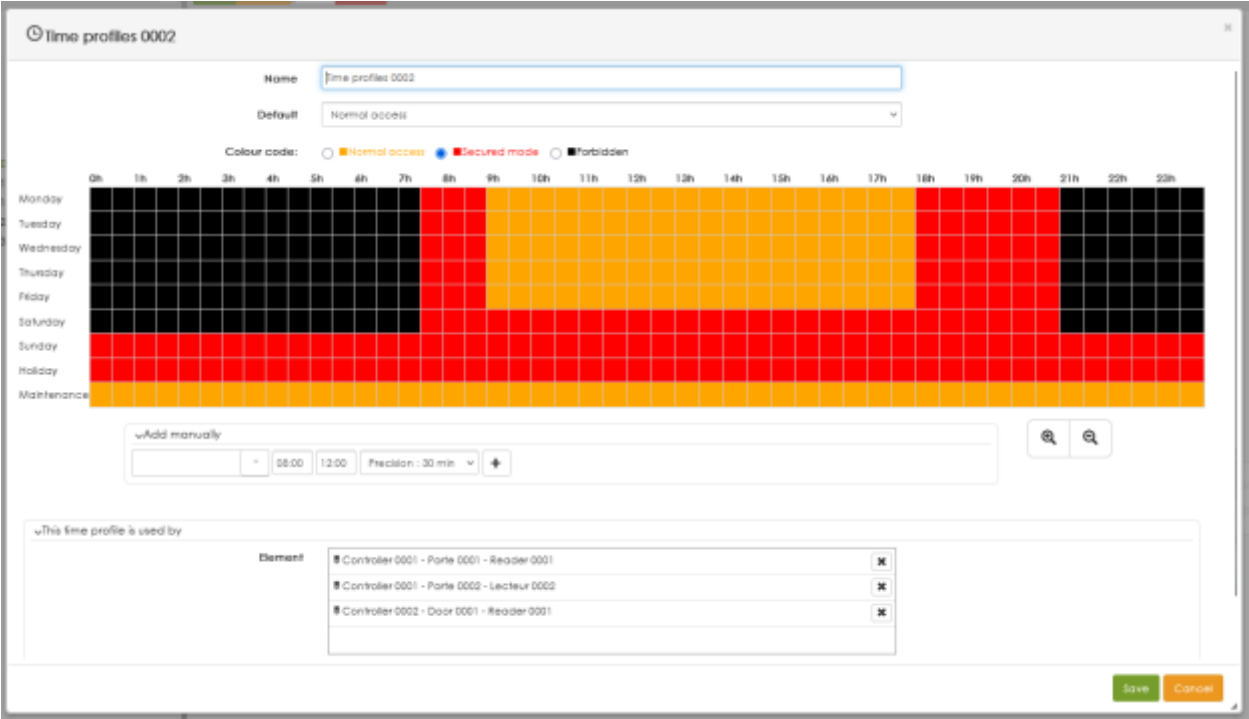 Time profiles 0002
×
Name Time profiles 0002
Default Normal access
Colour code: Normal access Secured mode Forbidden
0h 1h 2h 3h 4h 5h 6h 7h 8h 9h 10h 11h 12h 13h 14h 15h 16h 17h 18h 19h 20h 21h 22h 23h
Monday
Tuesday
Wednesday
Thursday
Friday
Saturday
Sunday
Holiday
Maintenance
Add manually
08:00 12:00 Precision : 30 min
This time profile is used by
Element
Controller 0001 - Porte 0001 - Reader 0001
Controller 0001 - Porte 0002 - Lecteur 0002
Controller 0002 - Door 0001 - Reader 0001
Save Cancel